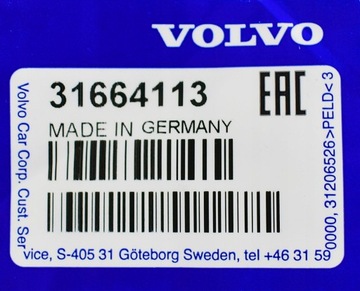 VOLVO
31664113
EAC
MADE IN GERMANY
Volvo Car Corp. Cust. Ser
vice, S-405 31 Göteborg Sweden, tel +46 31 59
0000, 31206526>PELD<3